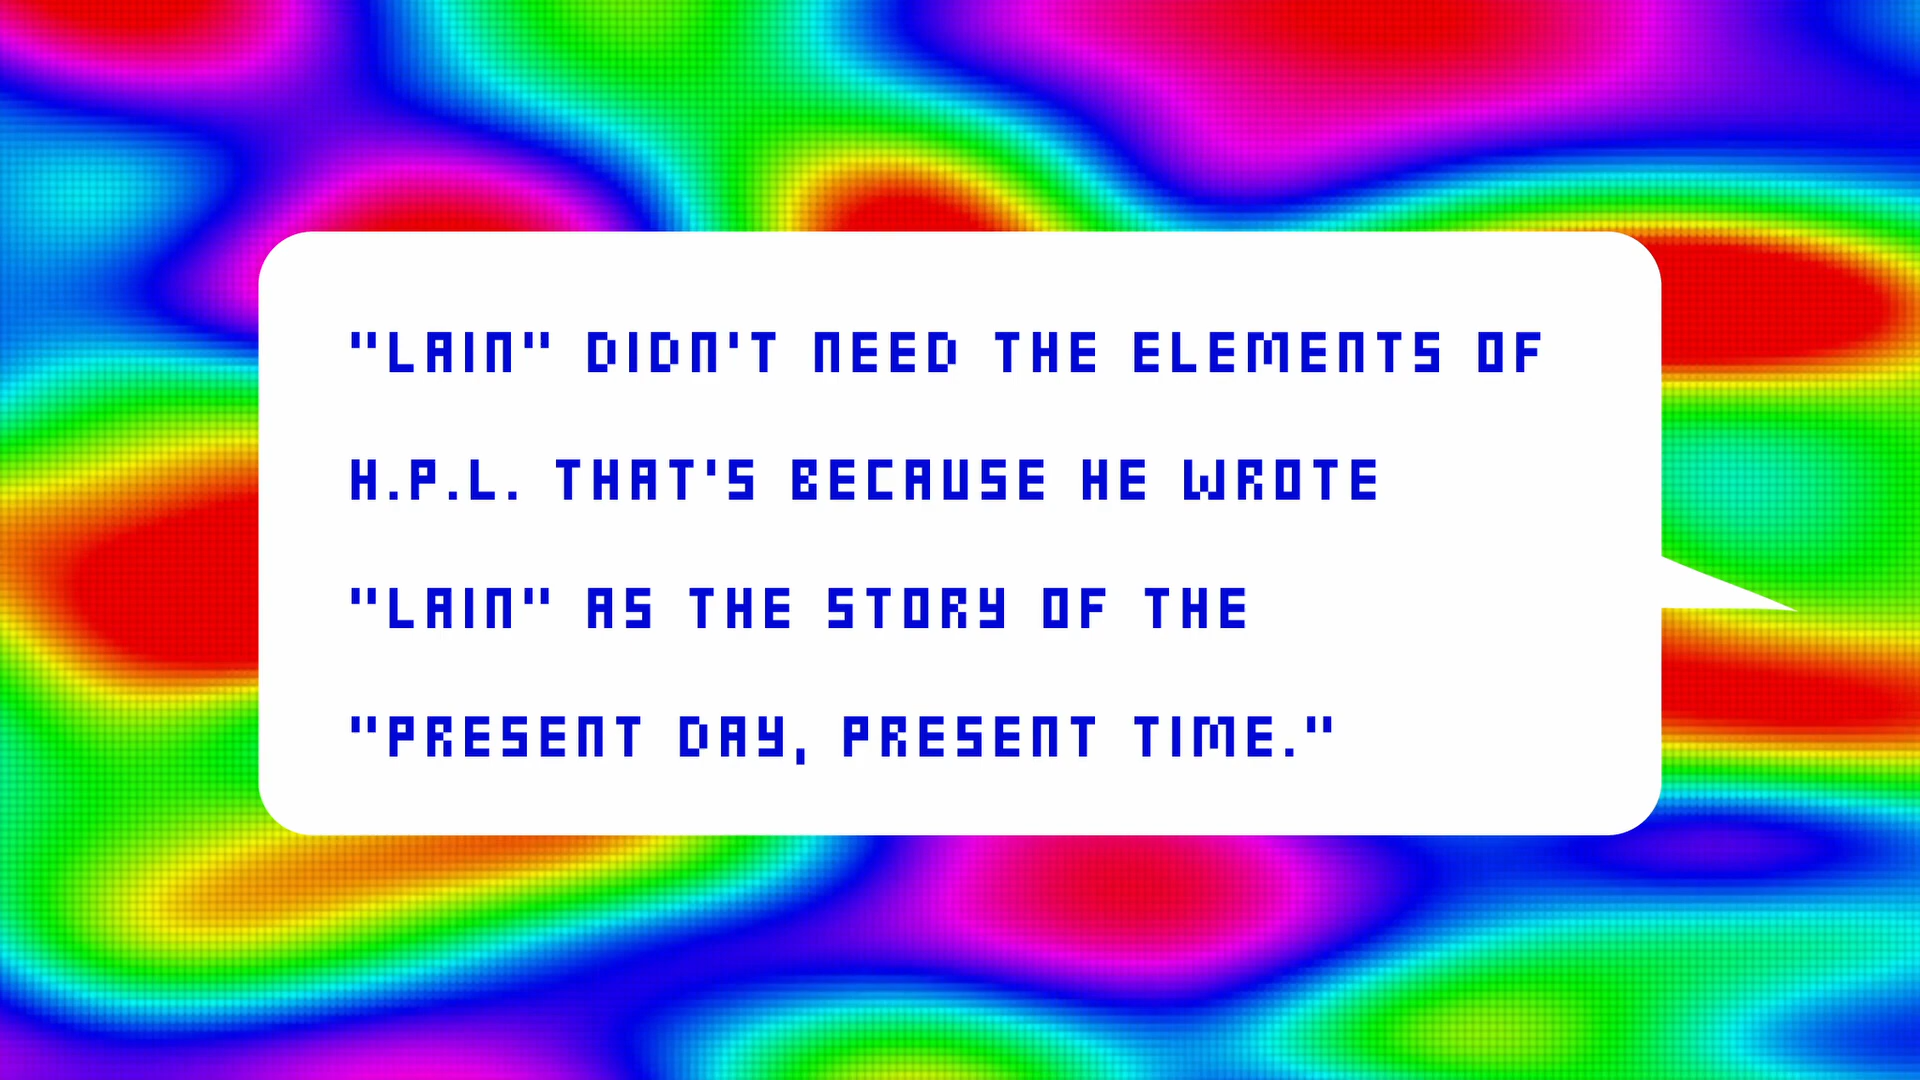 "LAIN" DIDN'T NEED THE ELEMENTS OF
H.P.L. THAT'S BECAUSE HE WROTE
"LAIN" AS THE STORY OF THE
"PRESENT DAY, PRESENT TIME."